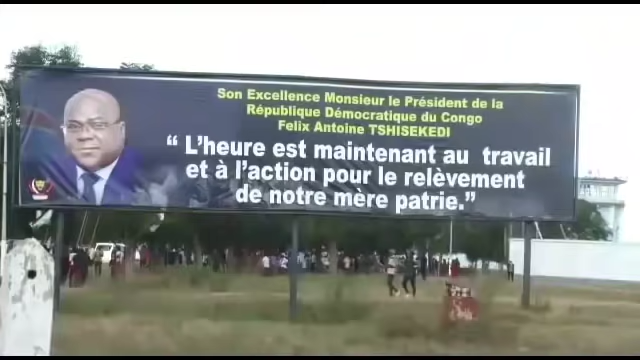 Son Excellence Monsieur le Président de la
République Démocratique du Congo
Felix Antoine TSHISEKEDI
“ L’heure est maintenant au travail
et à l’action pour le relèvement
de notre mère patrie.”